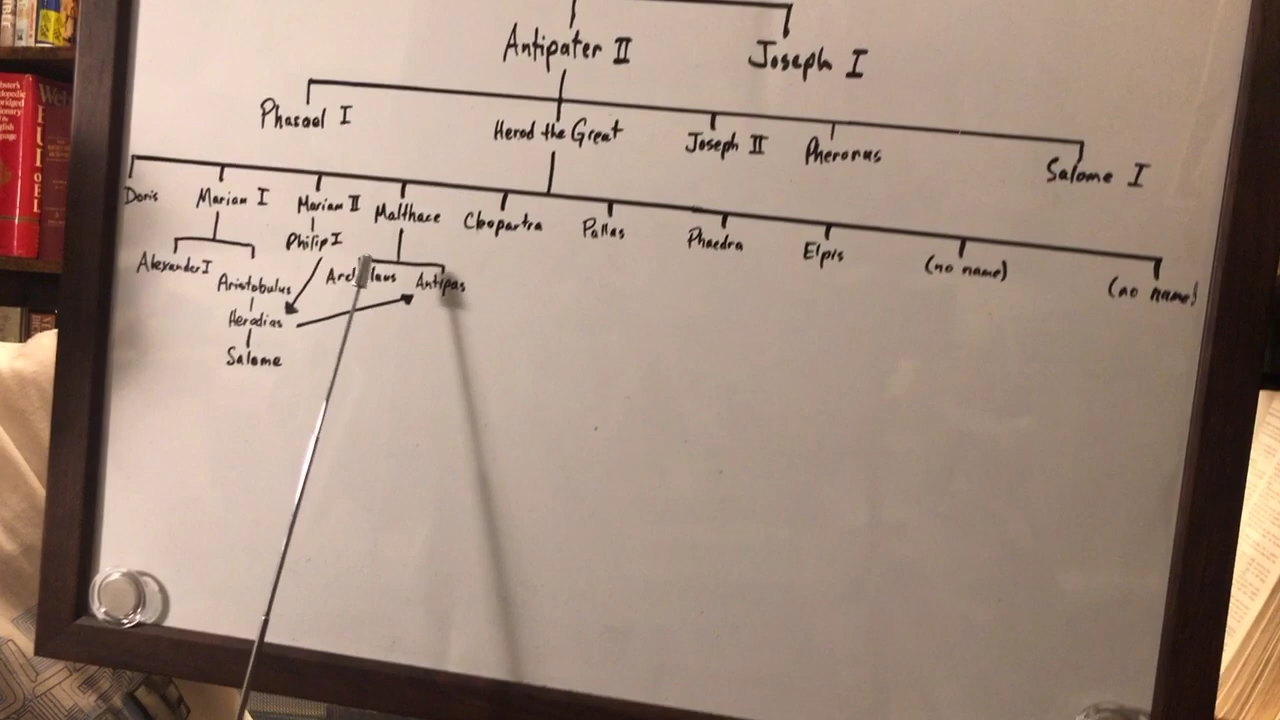 Antipater II Joseph I
Phasael I Herod the Great Joseph II Pheroras Salome I
Doris Mariam I Mariam II Malthace Cleopartra Pallas Phaedra Elpis (no name) (no name)
Philip I
Alexander I Aristobulus Antipas
Herodias
Salome